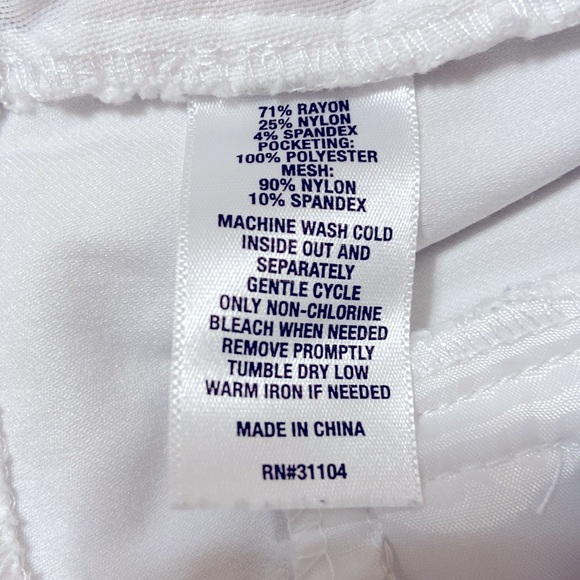 71% RAYON
25% NYLON
4% SPANDEX
POCKETING:
100% POLYESTER
MESH:
90% NYLON
10% SPANDEX
MACHINE WASH COLD
INSIDE OUT AND
SEPARATELY
GENTLE CYCLE
ONLY NON-CHLORINE
BLEACH WHEN NEEDED
REMOVE PROMPTLY
TUMBLE DRY LOW
WARM IRON IF NEEDED
MADE IN CHINA
RN#31104